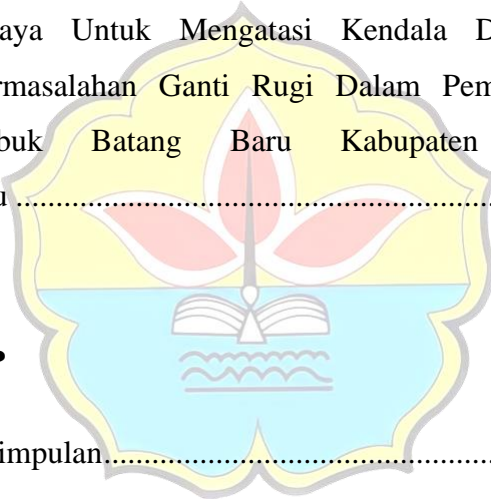 aya Untuk Mengatasi Kendala D
rmasalahan Ganti Rugi Dalam Pem
buk Batang Baru Kabupaten
u ..........................................................
impulan..................................................